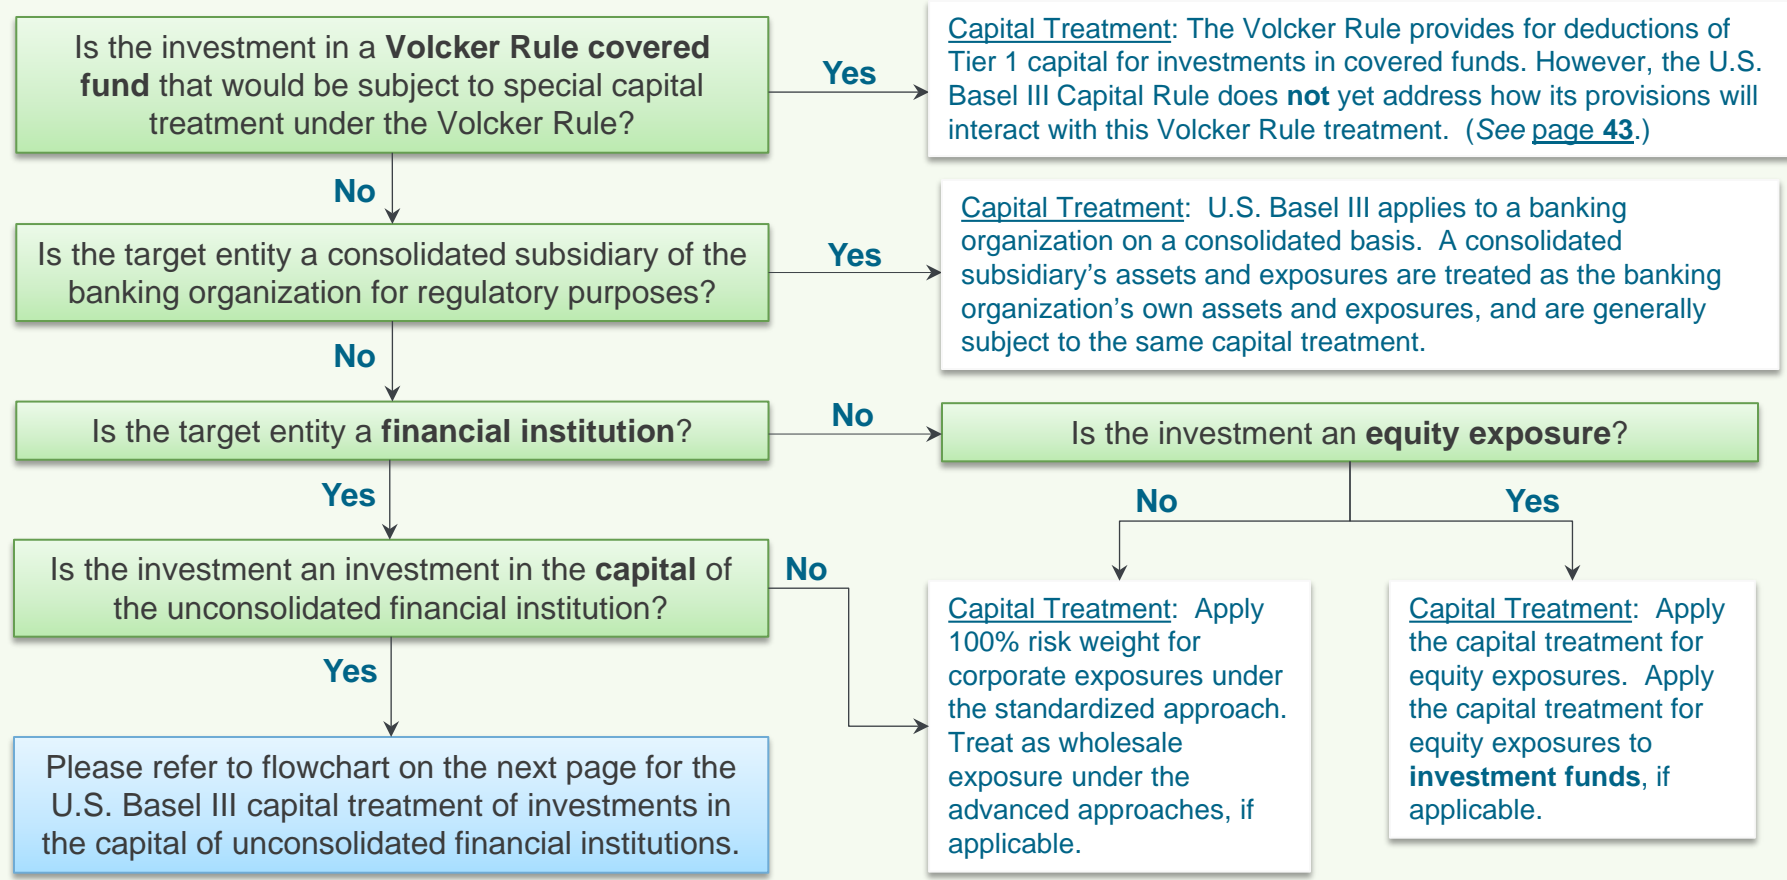 Is the investment in a Volcker Rule covered
fund that would be subject to special capital
treatment under the Volcker Rule?
Yes
Capital Treatment: The Volcker Rule provides for deductions of
Tier 1 capital for investments in covered funds. However, the U.S.
Basel III Capital Rule does not yet address how its provisions will
interact with this Volcker Rule treatment. (See page 43.)
No
Is the target entity a consolidated subsidiary of the
banking organization for regulatory purposes?
Yes
Capital Treatment: U.S. Basel III applies to a banking
organization on a consolidated basis. A consolidated
subsidiary's assets and exposures are treated as the banking
organization's own assets and exposures, and are generally
subject to the same capital treatment.
No
Is the target entity a financial institution?
No
Is the investment an equity exposure?
Yes
No
Yes
Is the investment an investment in the capital of
the unconsolidated financial institution?
No
Capital Treatment: Apply
100% risk weight for
corporate exposures under
the standardized approach.
Treat as wholesale
exposure under the
advanced approaches, if
applicable.
Capital Treatment: Apply
the capital treatment for
equity exposures. Apply
the capital treatment for
equity exposures to
investment funds, if
applicable.
Yes
Please refer to flowchart on the next page for the
U.S. Basel III capital treatment of investments in
the capital of unconsolidated financial institutions.